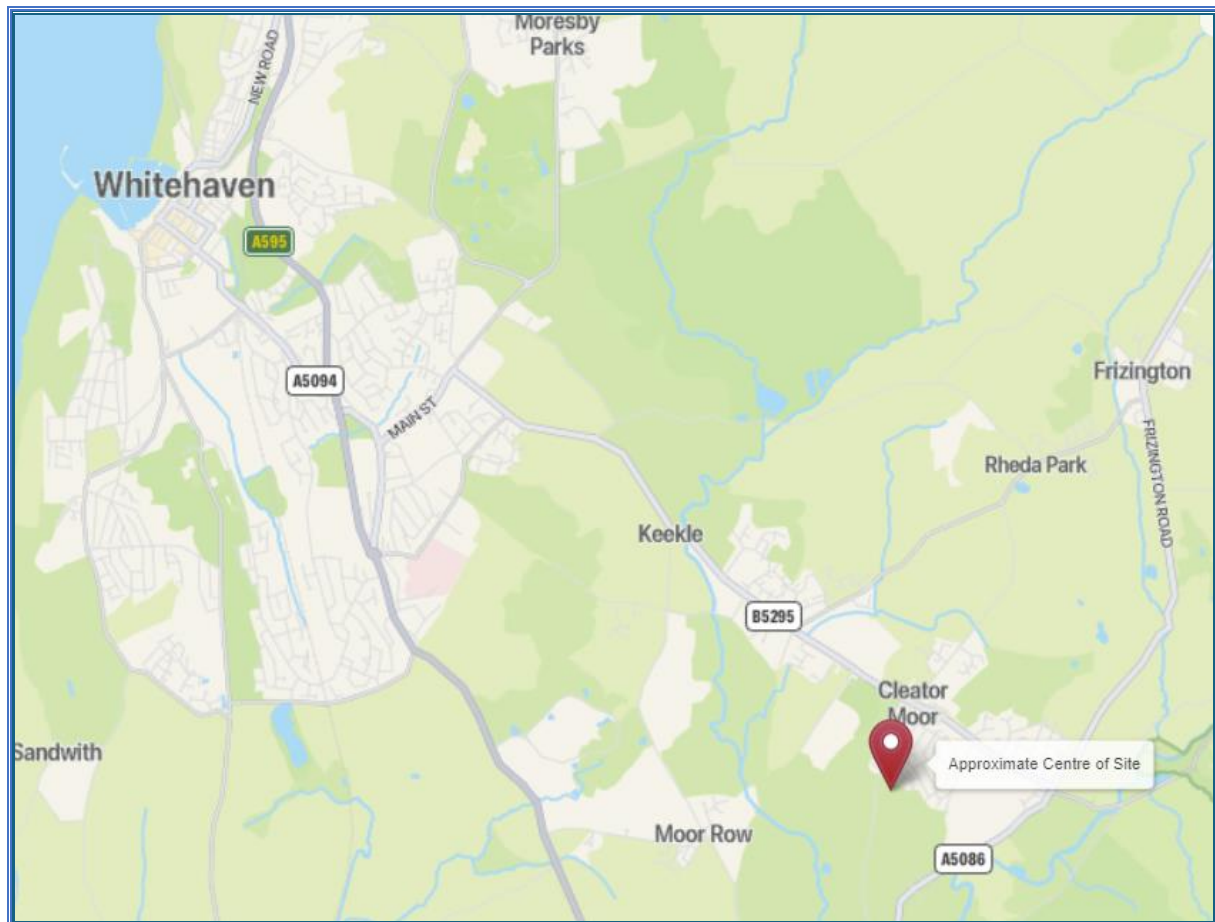 Moresby
Parks
NEW ROAD
Whitehaven
A595
A5094
MAIN ST
Frizington
FRIZINGTON ROAD
Rheda Park
Keekle
B5295
Cleator
Moor
Sandwith
Approximate Centre of Site
Moor Row
A5086